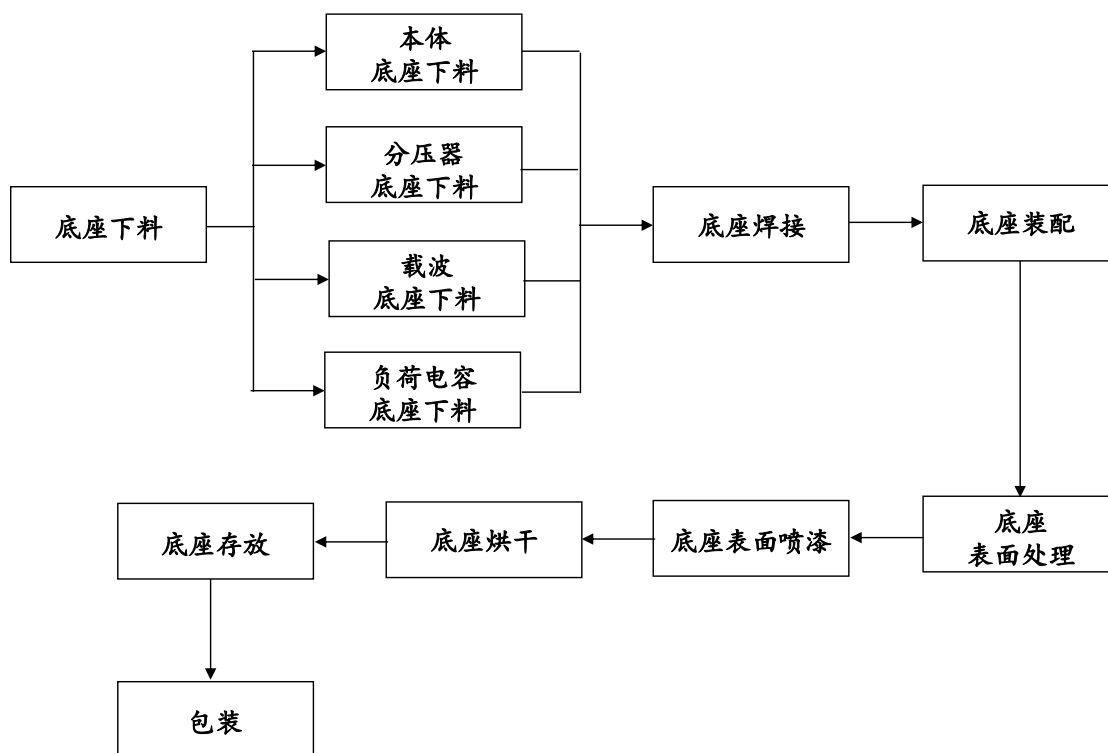 本体
底座下料
分压器
底座下料
底座下料
载波
底座下料
负荷电容
底座下料
底座焊接
底座装配
底座
表面处理
底座表面喷漆
底座烘干
底座存放
包装